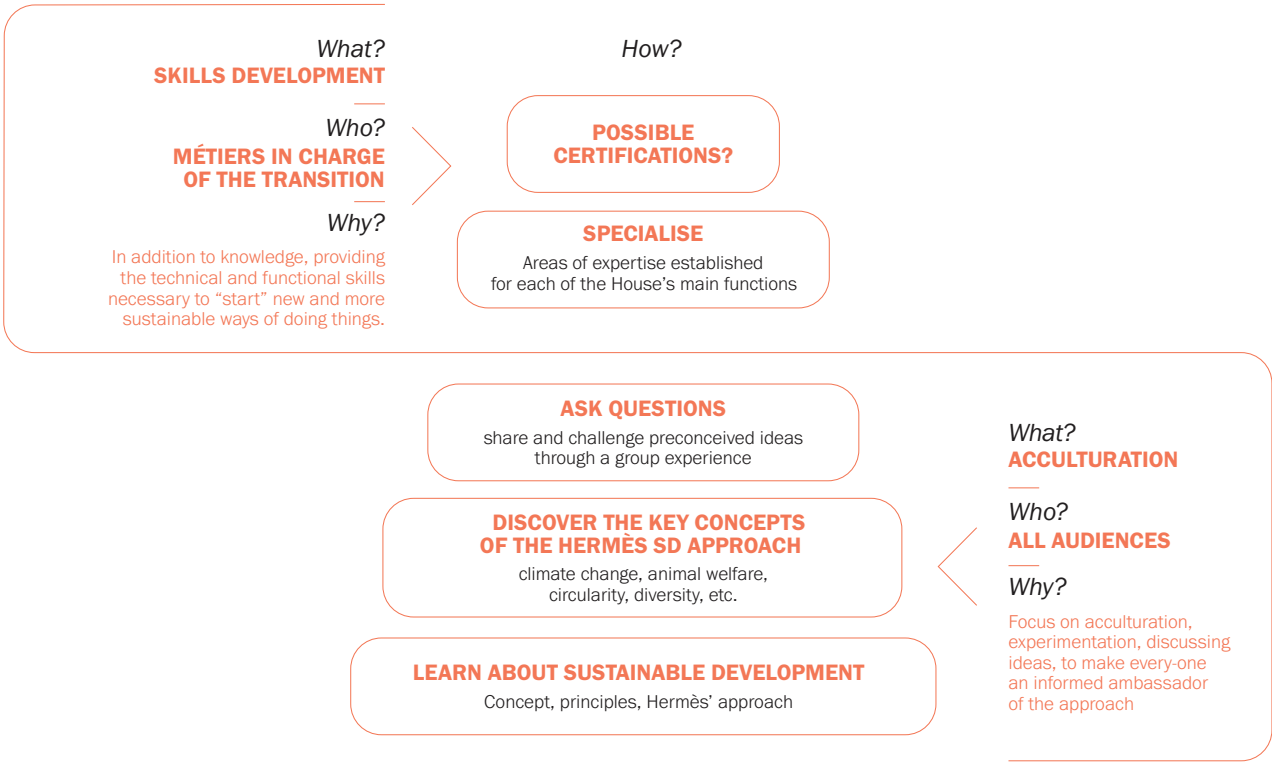 What?
SKILLS DEVELOPMENT
Who?
MÉTIERS IN CHARGE
OF THE TRANSITION
Why?
In addition to knowledge, providing
the technical and functional skills
necessary to “start” new and more
sustainable ways of doing things.
How?
POSSIBLE
CERTIFICATIONS?
SPECIALISE
Areas of expertise established
for each of the House’s main functions
ASK QUESTIONS
share and challenge preconceived ideas
through a group experience
DISCOVER THE KEY CONCEPTS
OF THE HERMÈS SD APPROACH
climate change, animal welfare,
circularity, diversity, etc.
LEARN ABOUT SUSTAINABLE DEVELOPMENT
Concept, principles, Hermès’ approach
What?
ACCULTURATION
Who?
ALL AUDIENCES
Why?
Focus on acculturation,
experimentation, discussing
ideas, to make every-one
an informed ambassador
of the approach